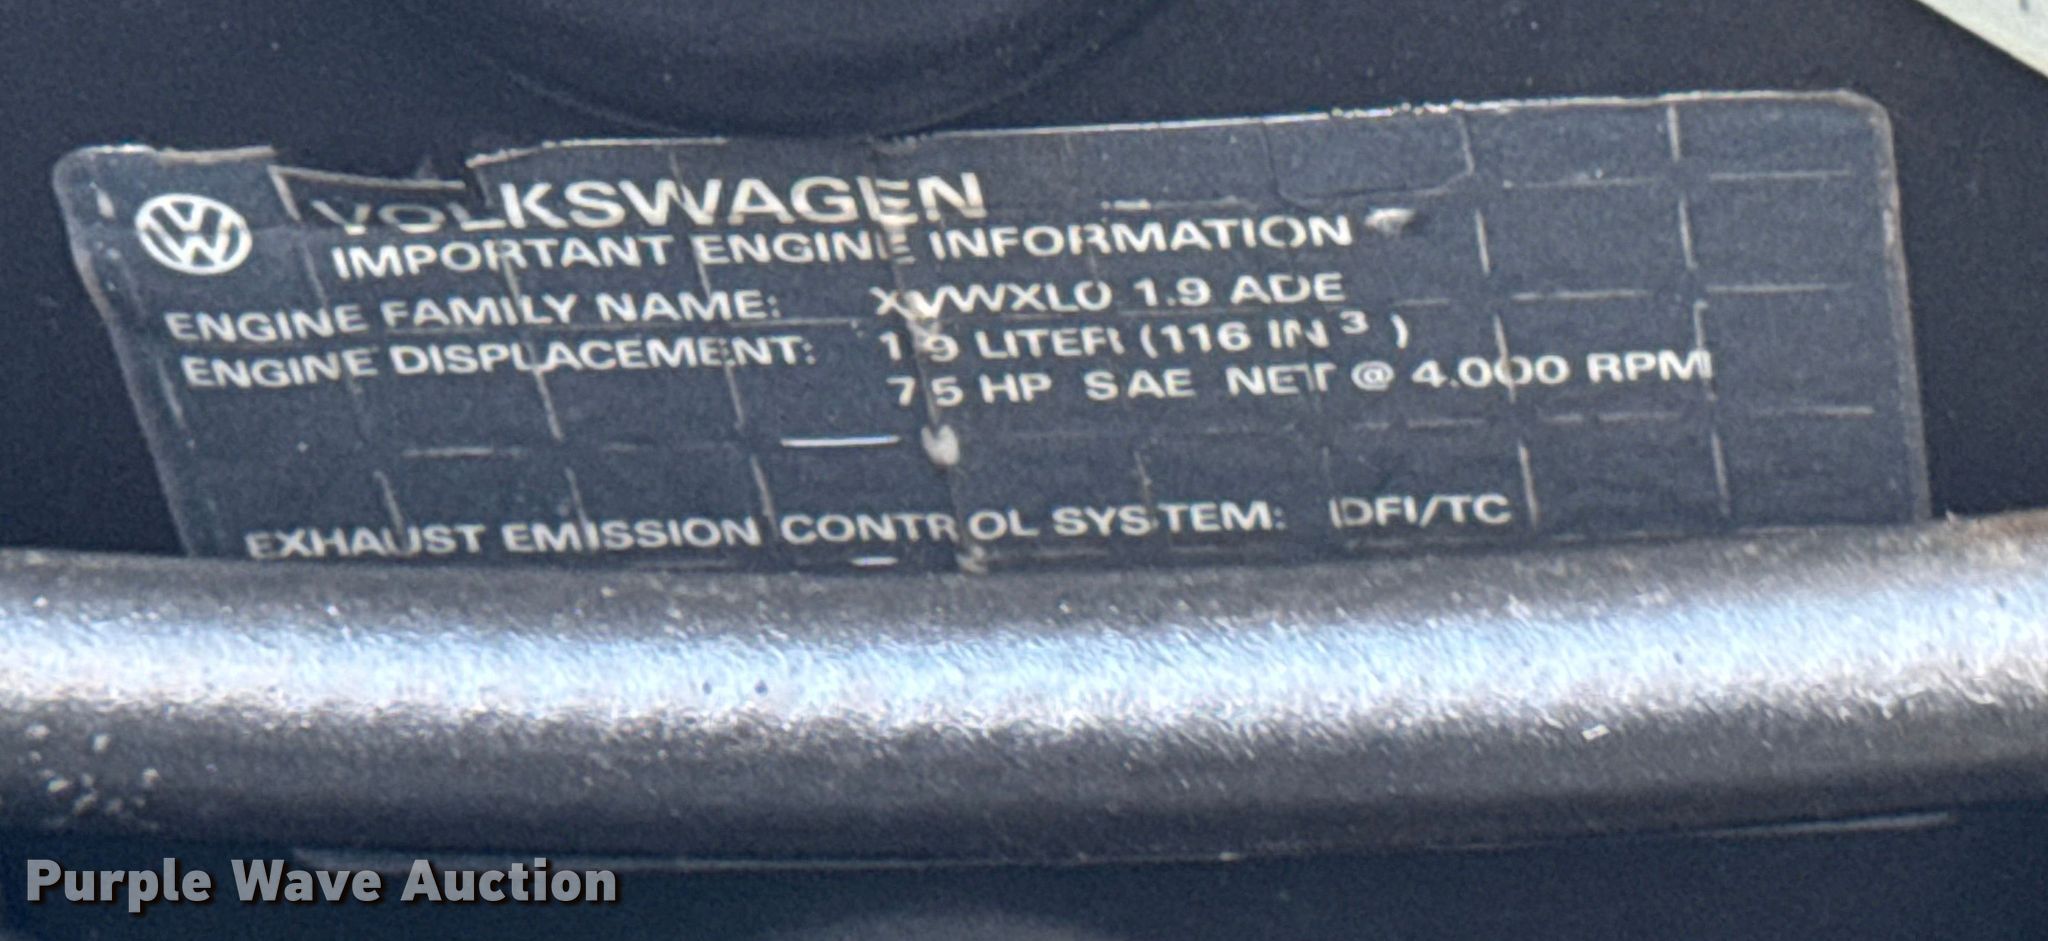 VOLKSWAGEN
IMPORTANT ENGINE INFORMATION
ENGINE FAMILY NAME: XVWXL0 1.9 ADE
ENGINE DISPLACEMENT: 1.9 LITER (116 IN ³ )
75 HP SAE NET @ 4.000 RPM
EXHAUST EMISSION CONTROL SYSTEM: IDFI/TC
Purple Wave Auction